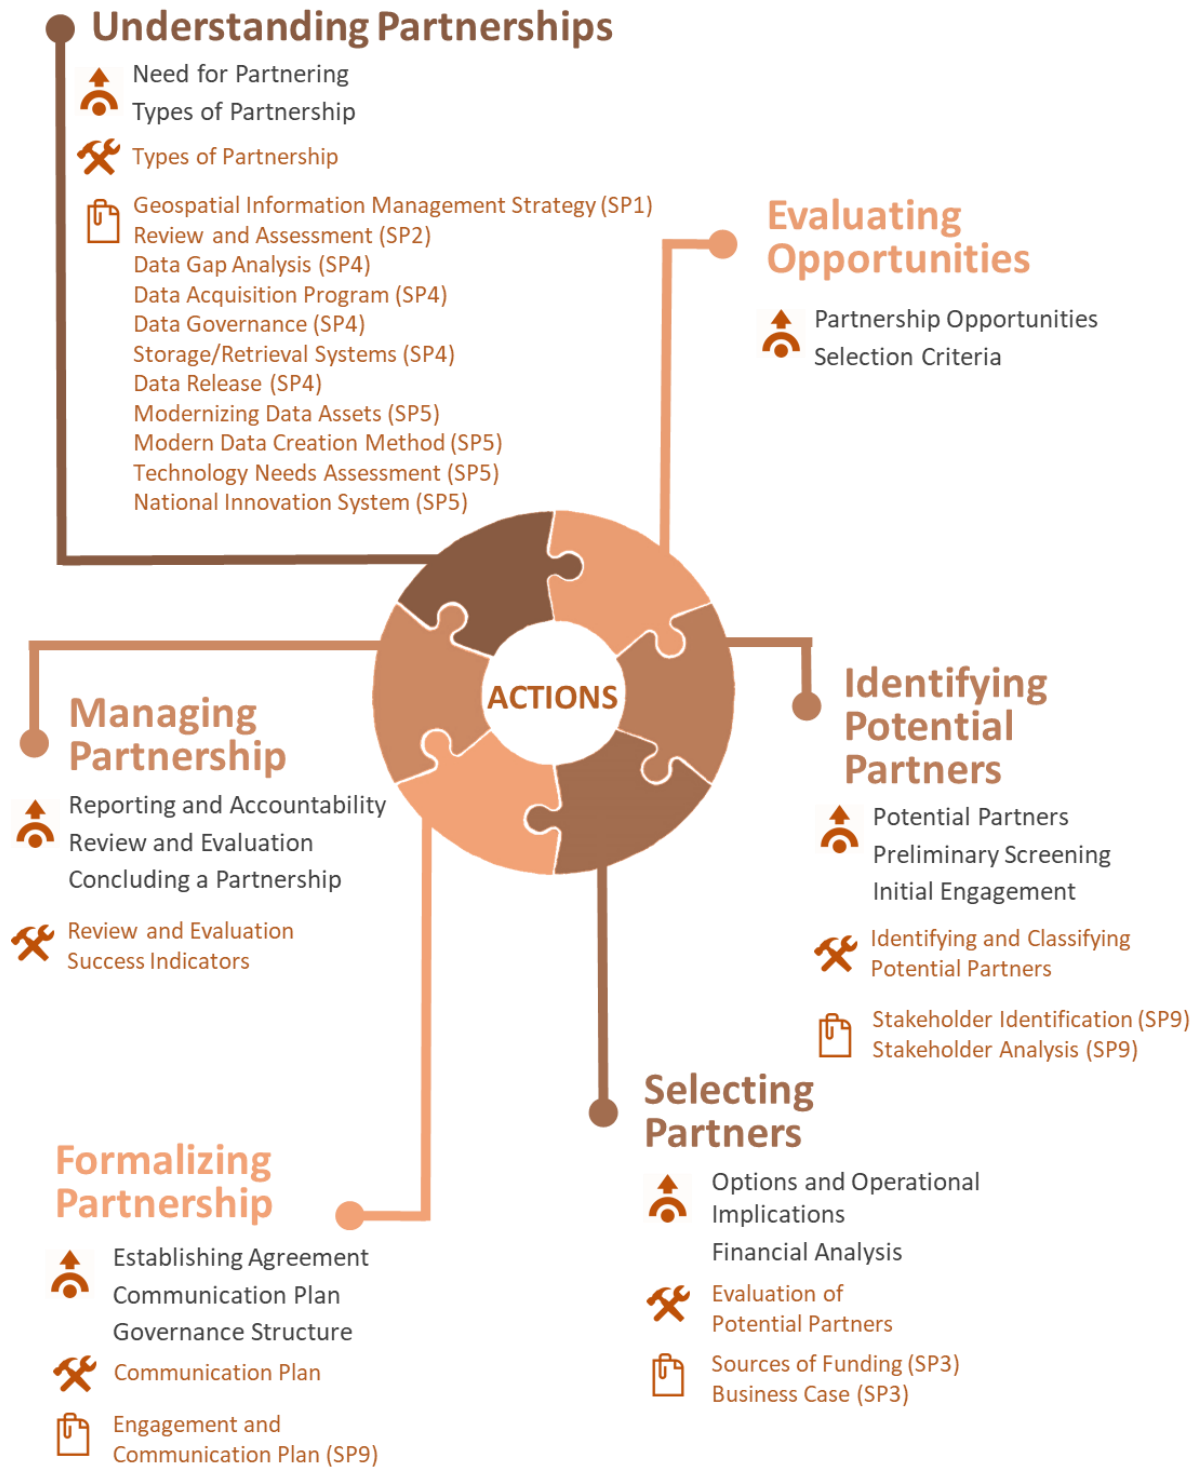 Understanding Partnerships
Need for Partnering
Types of Partnership
Types of Partnership
Geospatial Information Management Strategy (SP1)
Review and Assessment (SP2)
Data Gap Analysis (SP4)
Data Acquisition Program (SP4)
Data Governance (SP4)
Storage/Retrieval Systems (SP4)
Data Release (SP4)
Modernizing Data Assets (SP5)
Modern Data Creation Method (SP5)
Technology Needs Assessment (SP5)
National Innovation System (SP5)
Evaluating
Opportunities
Partnership Opportunities
Selection Criteria
ACTIONS
Identifying
Potential
Partners
Potential Partners
Preliminary Screening
Initial Engagement
Identifying and Classifying
Potential Partners
Stakeholder Identification (SP9)
Stakeholder Analysis (SP9)
Selecting
Partners
Options and Operational
Implications
Financial Analysis
Evaluation of
Potential Partners
Sources of Funding (SP3)
Business Case (SP3)
Formalizing
Partnership
Establishing Agreement
Communication Plan
Governance Structure
Communication Plan
Engagement and
Communication Plan (SP9)
Managing
Partnership
Reporting and Accountability
Review and Evaluation
Concluding a Partnership
Review and Evaluation
Success Indicators